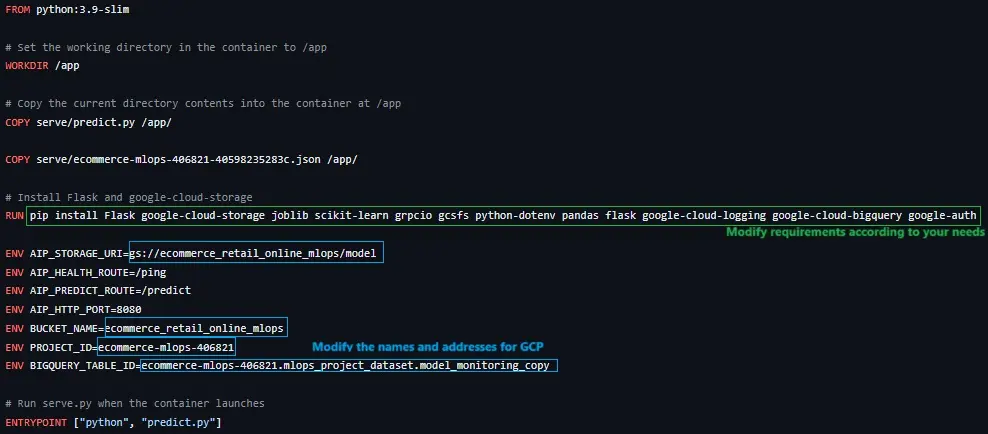 FROM python:3.9-slim
# Set the working directory in the container to /app
WORKDIR /app
# Copy the current directory contents into the container at /app
COPY serve/predict.py /app/
COPY serve/ecommerce-mlops-406821-40598235283c.json /app/
# Install Flask and google-cloud-storage
RUN pip install Flask google-cloud-storage joblib scikit-learn grpcio gcsfs python-dotenv pandas flask google-cloud-logging google-cloud-bigquery google-auth
Modify requirements according to your needs
ENV AIP_STORAGE_URI=gs://ecommerce_retail_online_mlops/model
ENV AIP_HEALTH_ROUTE=/ping
ENV AIP_PREDICT_ROUTE=/predict
ENV AIP_HTTP_PORT=8080
ENV BUCKET_NAME=ecommerce_retail_online_mlops
ENV PROJECT_ID=ecommerce-mlops-406821
Modify the names and addresses for GCP
ENV BIGQUERY_TABLE_ID=ecommerce-mlops-406821.mlops_project_dataset.model_monitoring_copy
# Run serve.py when the container launches
ENTRYPOINT ["python", "predict.py"]